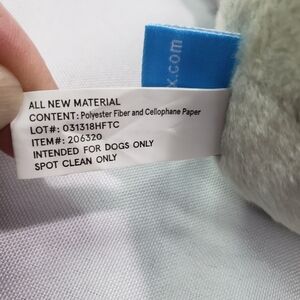 x.com
ALL NEW MATERIAL
CONTENT: Polyester Fiber and Cellophane Paper
LOT#: 031318HFTC
ITEM#: 206320
INTENDED FOR DOGS ONLY
SPOT CLEAN ONLY